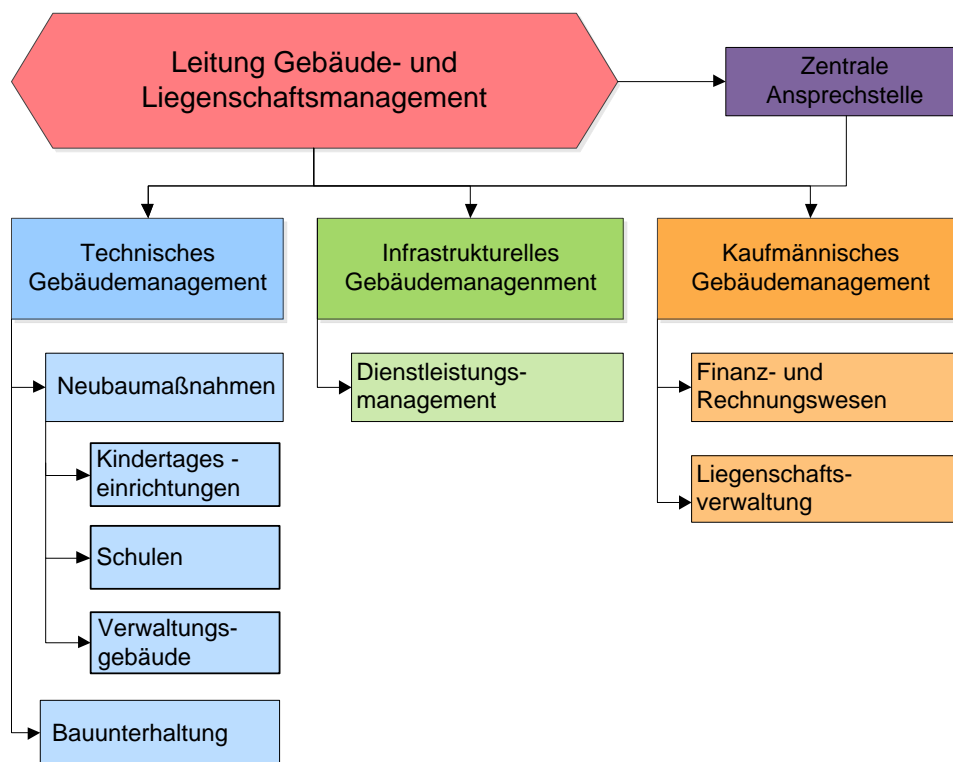 Leitung Gebäude- und
Liegenschaftsmanagement
Zentrale
Ansprechstelle
Technisches
Gebäudemanagement
Infrastrukturelles
Gebäudemanagenment
Kaufmännisches
Gebäudemanagement
Neubaumaßnahmen
Kindertages -
einrichtungen
Schulen
Verwaltungs-
gebäude
Bauunterhaltung
Dienstleistungs-
management
Finanz- und
Rechnungswesen
Liegenschafts-
verwaltung